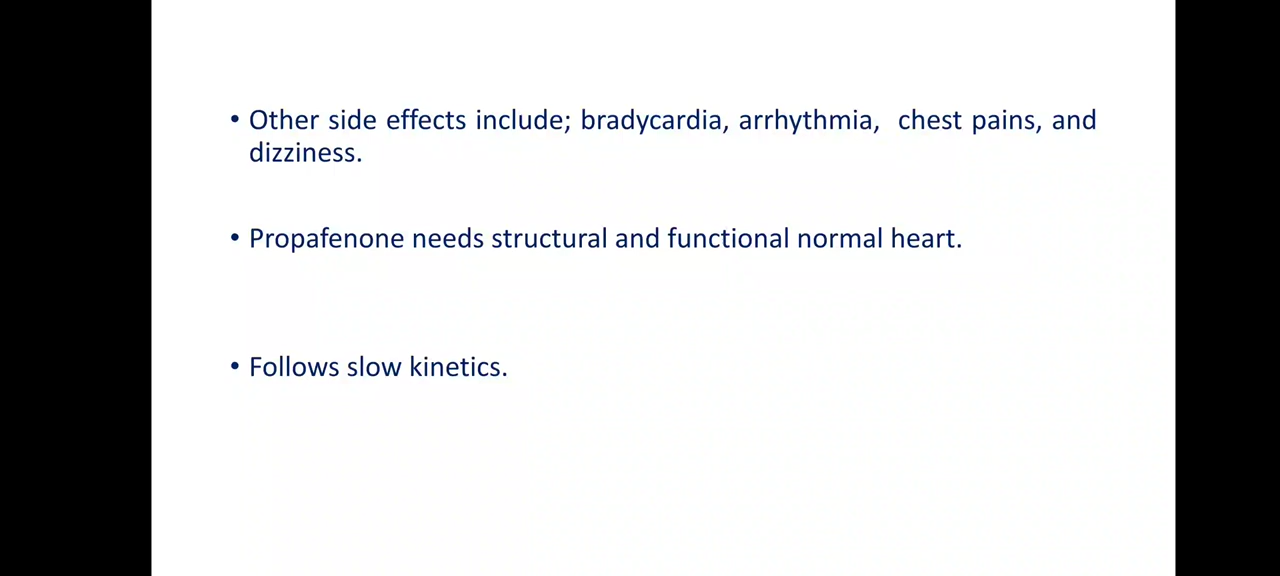 • Other side effects include; bradycardia, arrhythmia,  chest pains, and
dizziness.
• Propafenone needs structural and functional normal heart.
• Follows slow kinetics.